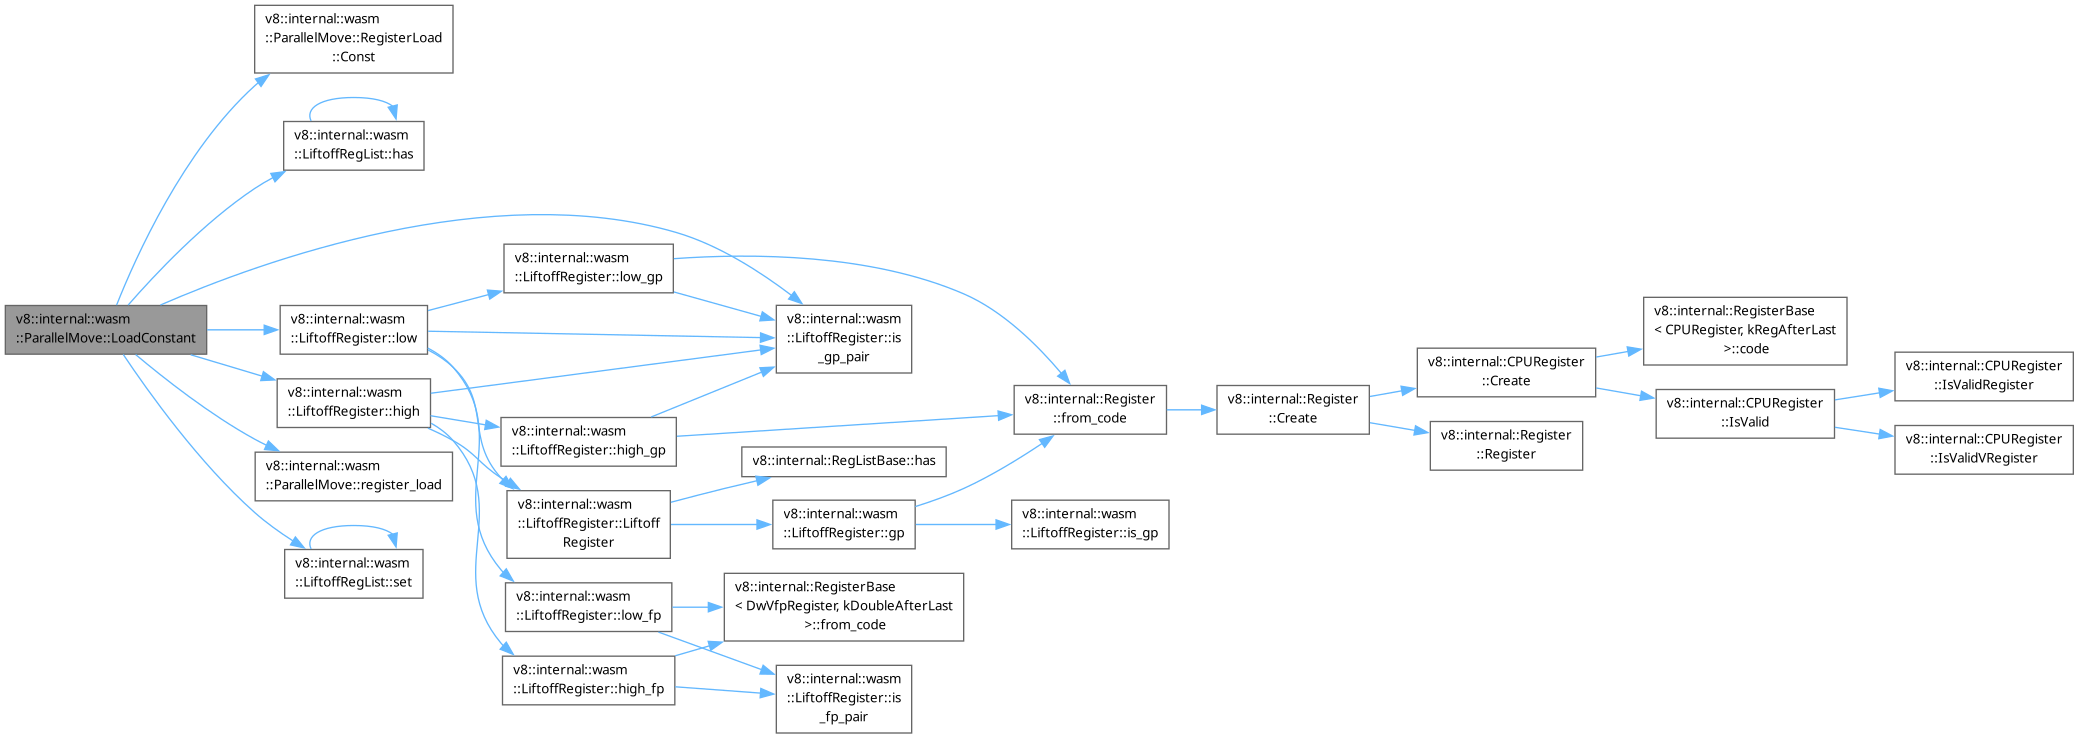 v8::internal::wasm
::ParallelMove::RegisterLoad
::Const
v8::internal::wasm
::LiftoffRegList::has
v8::internal::wasm
::ParallelMove::LoadConstant
v8::internal::wasm
::LiftoffRegister::low
v8::internal::wasm
::LiftoffRegister::high
v8::internal::wasm
::ParallelMove::register_load
v8::internal::wasm
::LiftoffRegList::set
v8::internal::wasm
::LiftoffRegister::low_gp
v8::internal::wasm
::LiftoffRegister::high_gp
v8::internal::wasm
::LiftoffRegister::Liftoff
Register
v8::internal::wasm
::LiftoffRegister::low_fp
v8::internal::wasm
::LiftoffRegister::high_fp
v8::internal::wasm
::LiftoffRegister::is
_gp_pair
v8::internal::RegListBase::has
v8::internal::wasm
::LiftoffRegister::gp
v8::internal::RegisterBase
< DwVfpRegister, kDoubleAfterLast
>::from_code
v8::internal::wasm
::LiftoffRegister::is
_fp_pair
v8::internal::Register
::from_code
v8::internal::wasm
::LiftoffRegister::is_gp
v8::internal::Register
::Create
v8::internal::CPURegister
::Create
v8::internal::Register
::Register
v8::internal::RegisterBase
< CPURegister, kRegAfterLast
>::code
v8::internal::CPURegister
::IsValid
v8::internal::CPURegister
::IsValidRegister
v8::internal::CPURegister
::IsValidVRegister